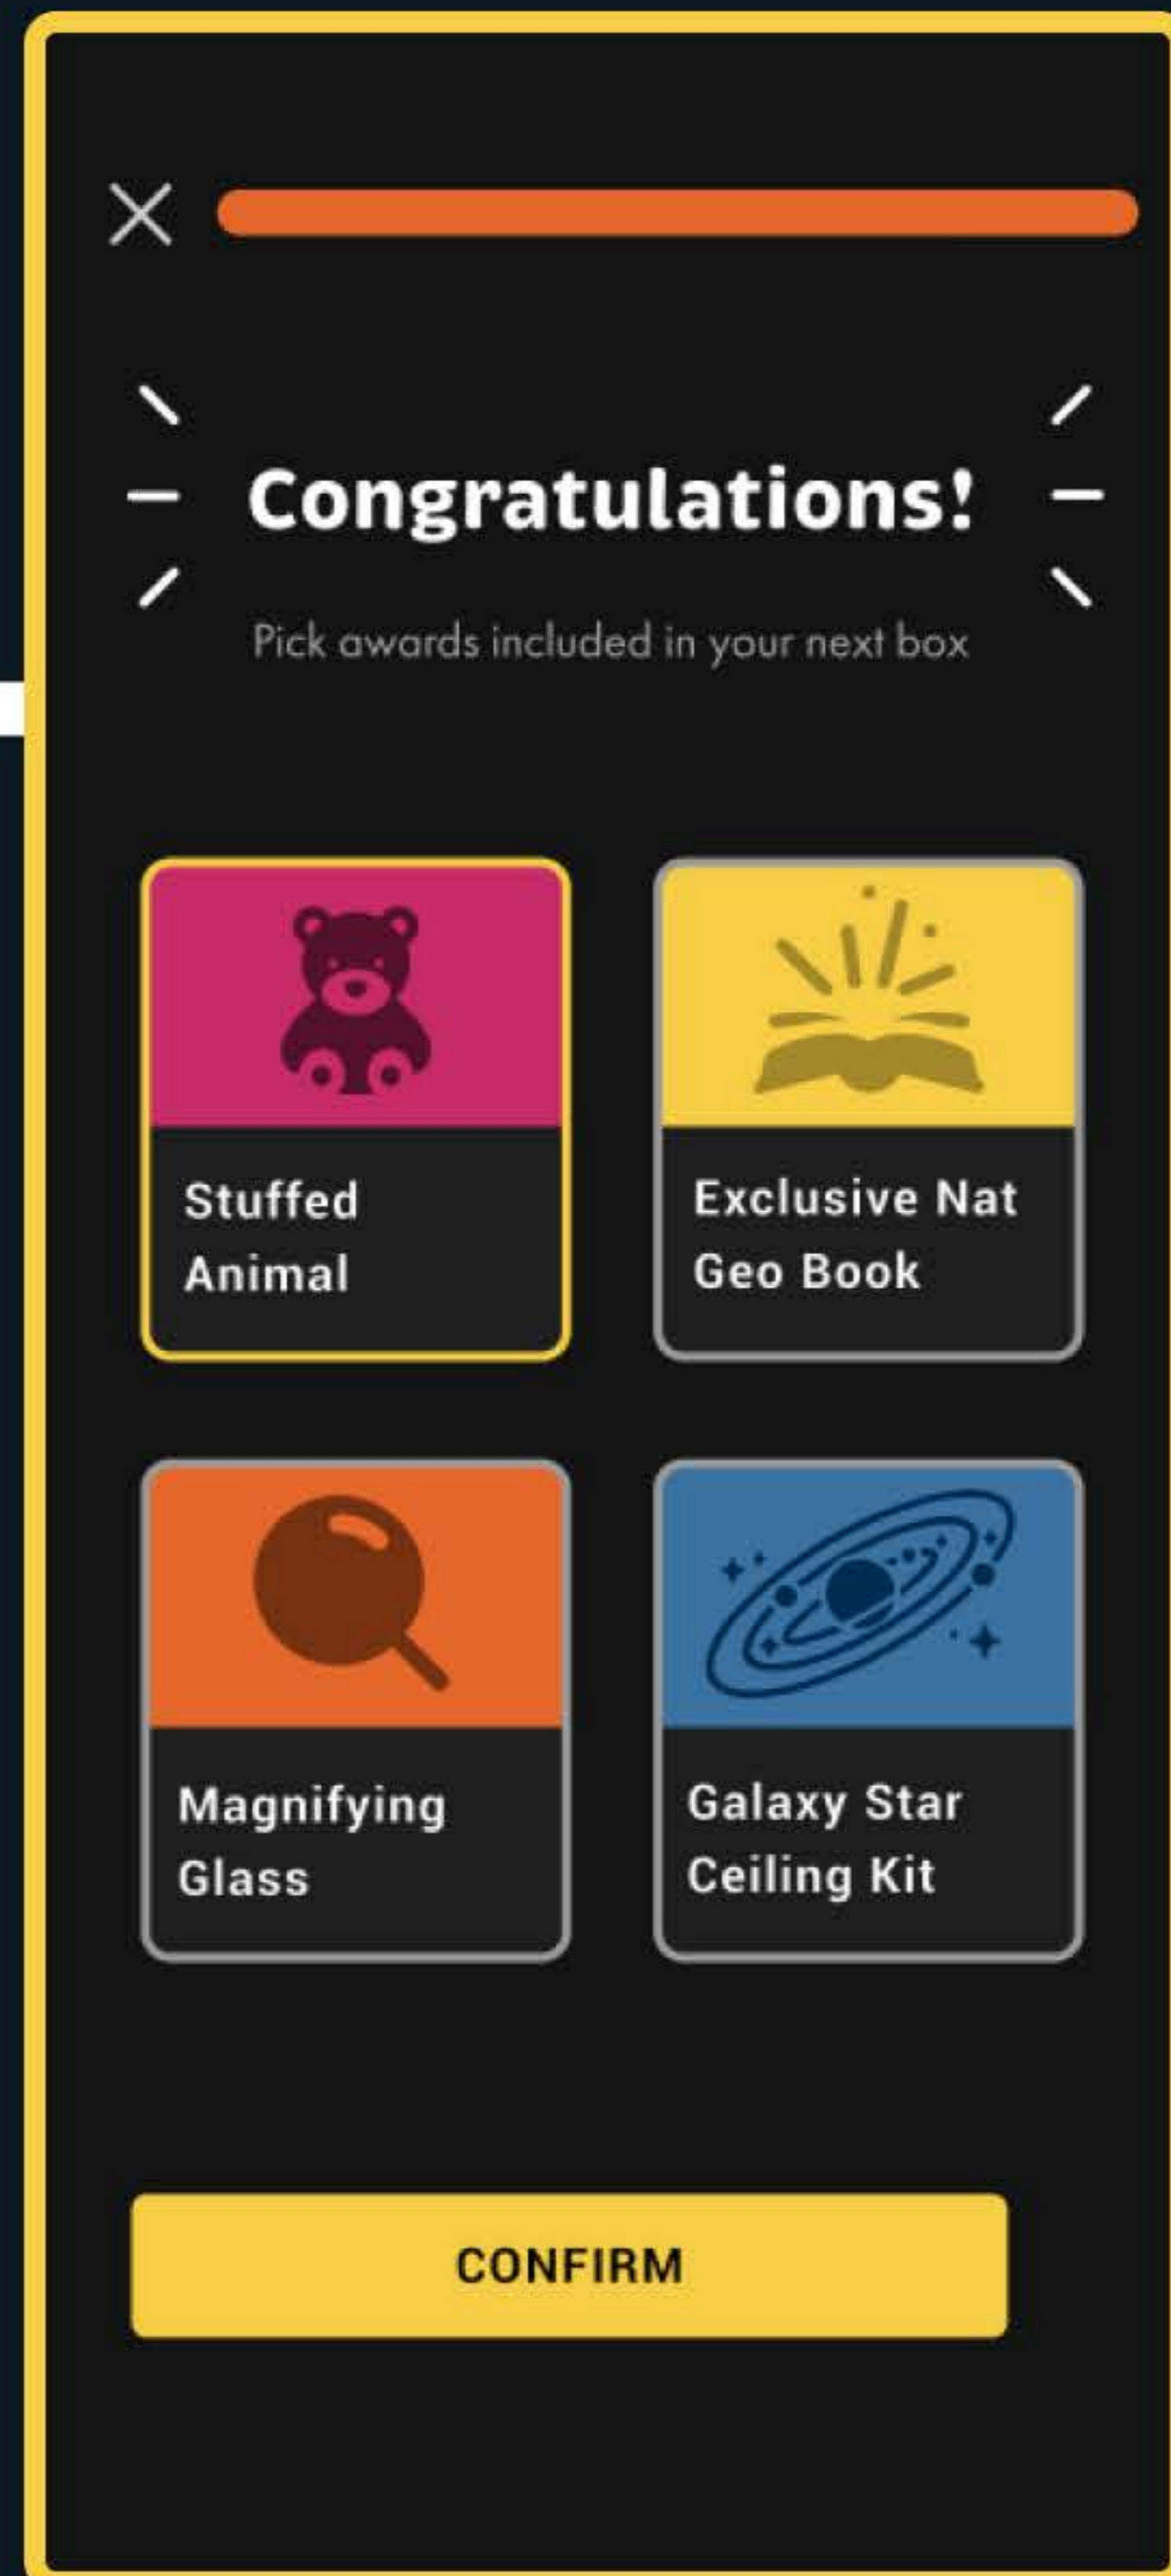 Congratulations!
Pick awards included in your next box
Stuffed
Animal
Exclusive Nat
Geo Book
Magnifying
Glass
Galaxy Star
Ceiling Kit
CONFIRM